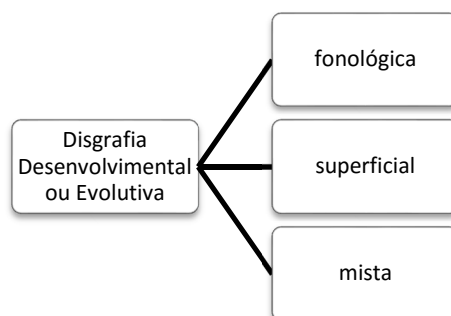 Disgrafia
Desenvolvimental
ou Evolutiva
fonológica
superficial
mista